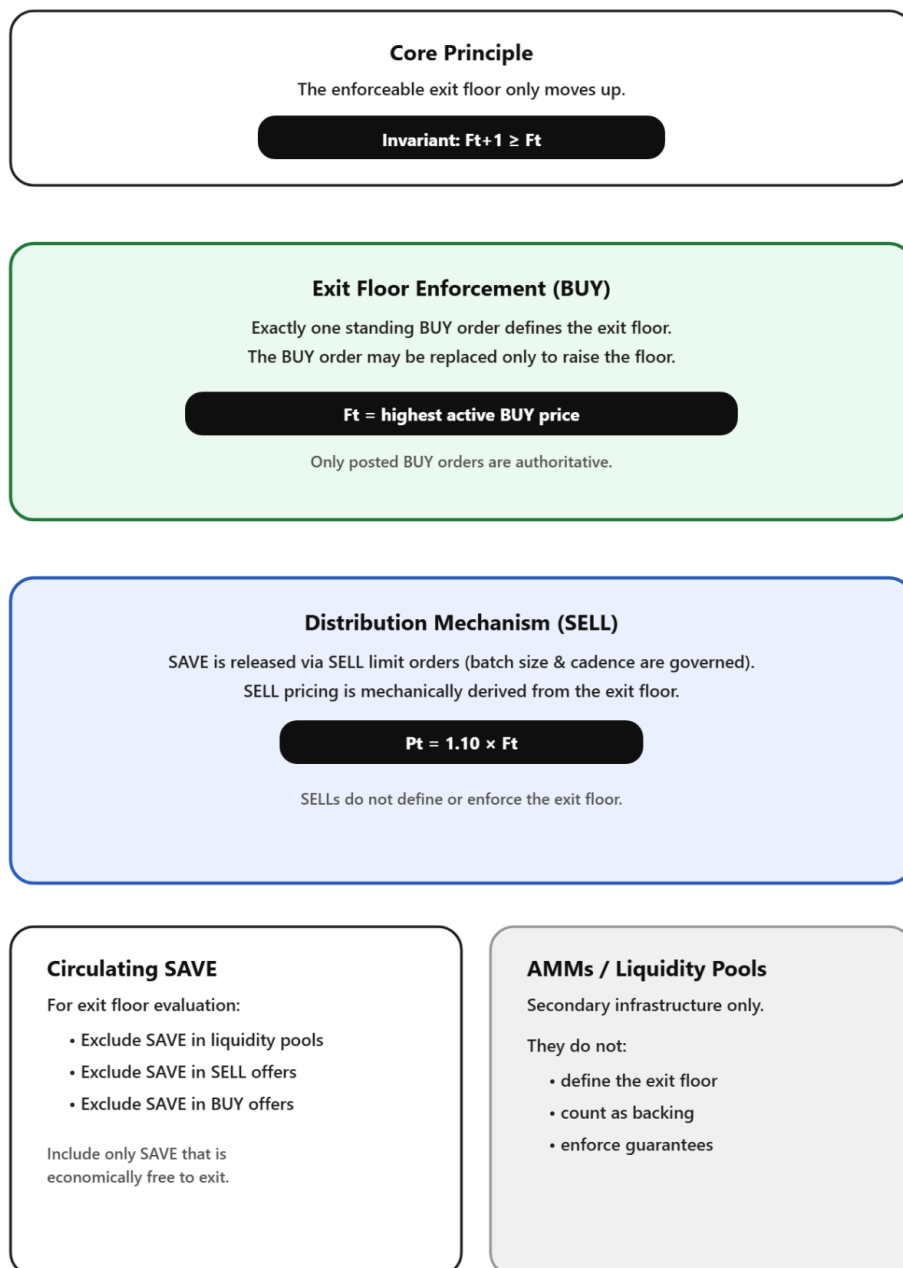 Core Principle
The enforceable exit floor only moves up.
Invariant: Ft+1 ≥ Ft
Exit Floor Enforcement (BUY)
Exactly one standing BUY order defines the exit floor.
The BUY order may be replaced only to raise the floor.
Ft = highest active BUY price
Only posted BUY orders are authoritative.
Distribution Mechanism (SELL)
SAVE is released via SELL limit orders (batch size & cadence are governed).
SELL pricing is mechanically derived from the exit floor.
Pt = 1.10 × Ft
SELLs do not define or enforce the exit floor.
Circulating SAVE
For exit floor evaluation:
• Exclude SAVE in liquidity pools
• Exclude SAVE in SELL offers
• Exclude SAVE in BUY offers
Include only SAVE that is
economically free to exit.
AMMs / Liquidity Pools
Secondary infrastructure only.
They do not:
• define the exit floor
• count as backing
• enforce guarantees